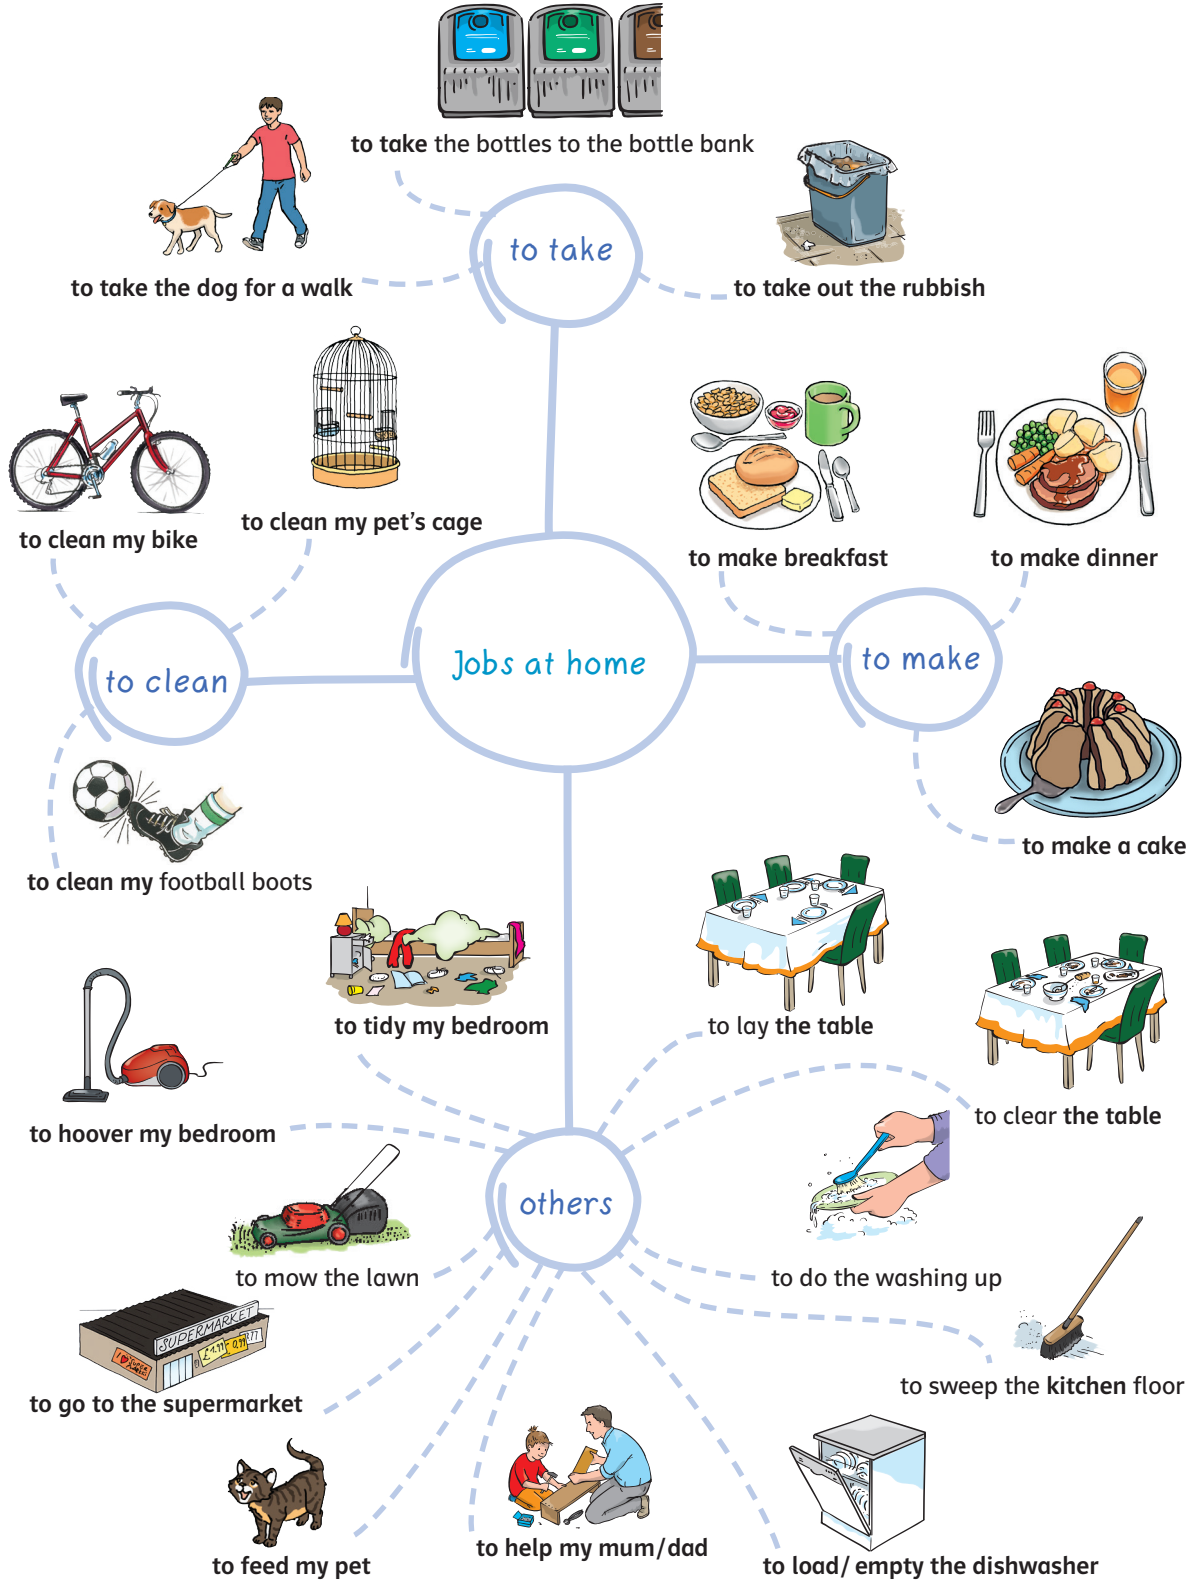 to take the bottles to the bottle bank
to take
to take the dog for a walk
to take out the rubbish
to clean my bike
to clean my pet's cage
to make breakfast
to make dinner
Jobs at home
to clean
to make
to clean my football boots
to make a cake
to tidy my bedroom
to lay the table
to hoover my bedroom
to clear the table
others
to mow the lawn
to do the washing up
SUPERMARKET
£1.99
0,99
I ♥ SUPER
to go to the supermarket
to sweep the kitchen floor
to feed my pet
to help my mum/dad
to load/ empty the dishwasher